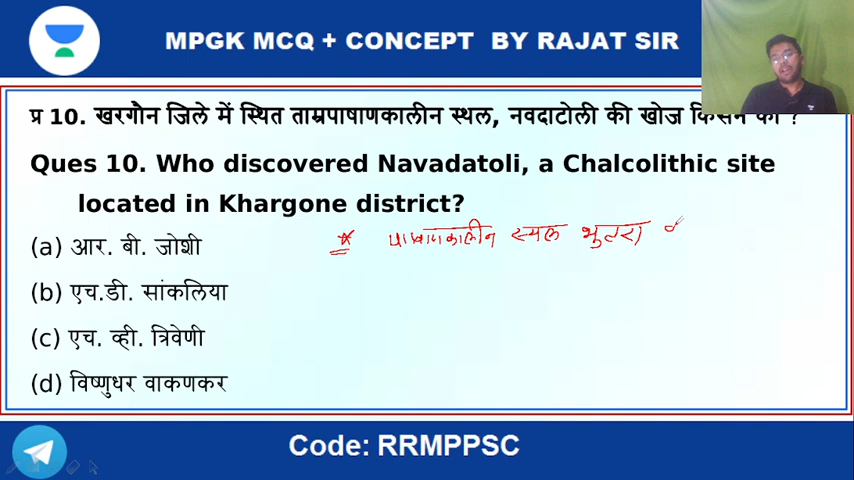 MPGK MCQ + CONCEPT BY RAJAT SIR
प्र 10. खरगौन जिले में स्थित ताम्रपाषाणकालीन स्थल, नवदाटोली की खोज किसने की ?
Ques 10. Who discovered Navadatoli, a Chalcolithic site
located in Khargone district?
(a) आर. बी. जोशी
* पाषाणकालीन स्थल भुतरा
(b) एच.डी. सांकलिया
(c) एच. व्ही. त्रिवेणी
(d) विष्णुधर वाकणकर
Code: RRMPPSC